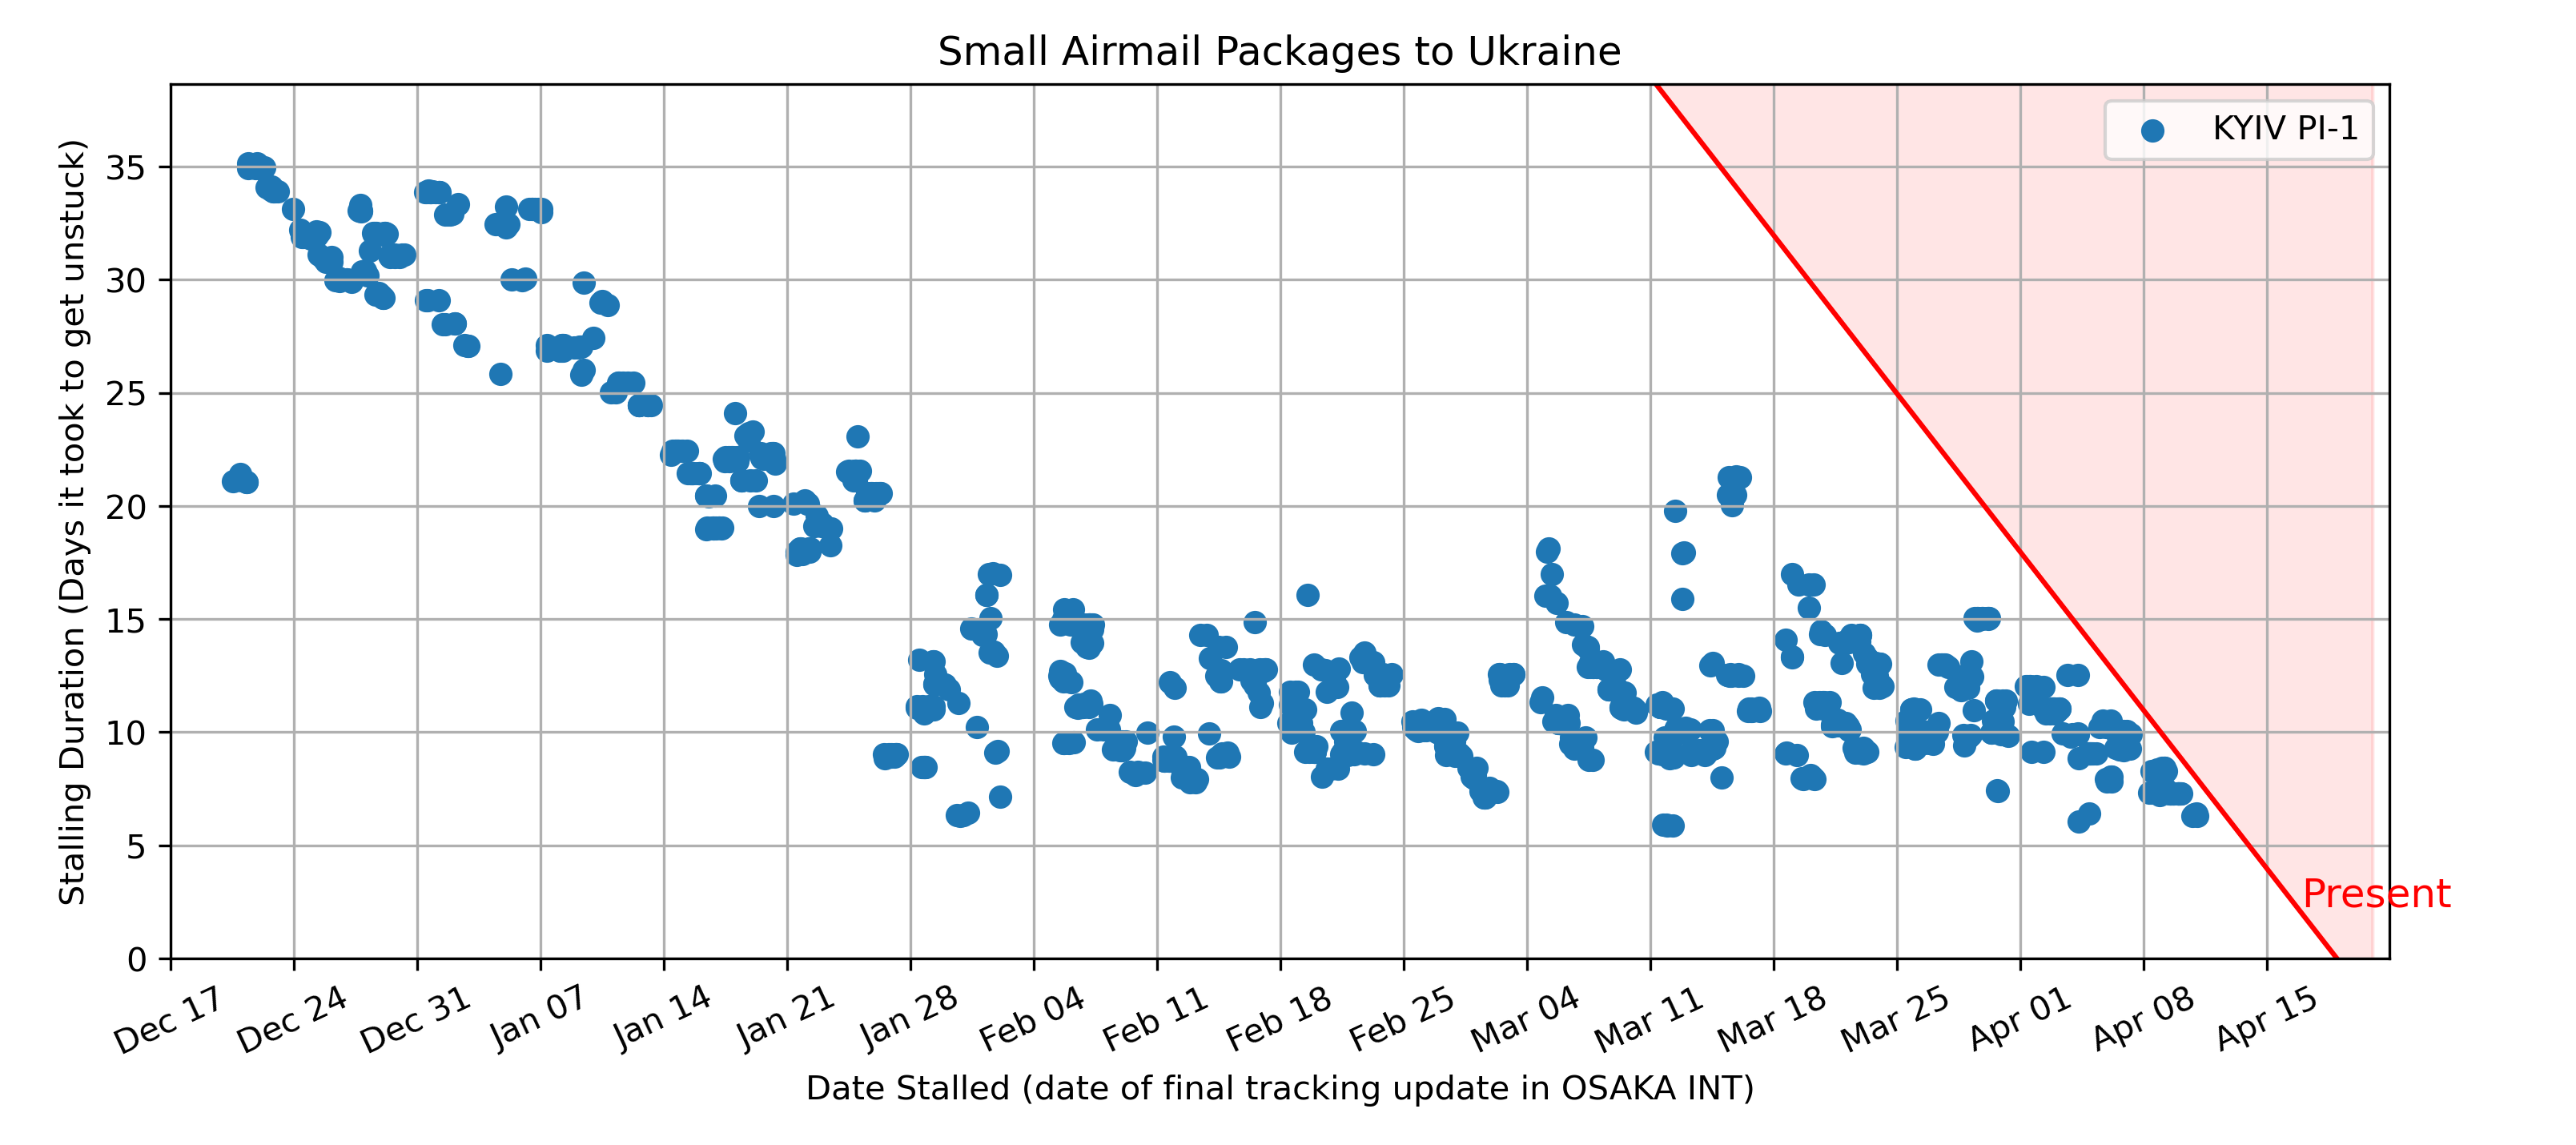 Small Airmail Packages to Ukraine
KYIV PI-1
Stalling Duration (Days it took to get unstuck)
35
30
25
20
15
10
5
0
Present
Dec 17
Dec 24
Dec 31
Jan 07
Jan 14
Jan 21
Jan 28
Feb 04
Feb 11
Feb 18
Feb 25
Mar 04
Mar 11
Mar 18
Mar 25
Apr 01
Apr 08
Apr 15
Date Stalled (date of final tracking update in OSAKA INT)